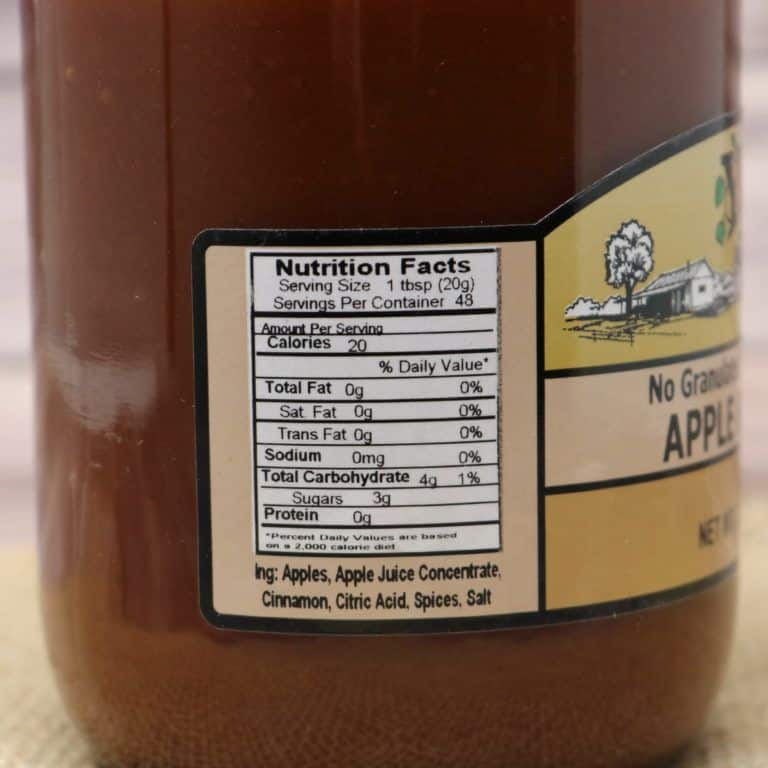 Nutrition Facts
Serving Size 1 tbsp (20g)
Servings Per Container 48
Amount Per Serving
Calories 20
% Daily Value*
Total Fat 0g 0%
Sat. Fat 0g 0%
Trans Fat 0g 0%
Sodium 0mg 0%
Total Carbohydrate 4g 1%
Sugars 3g
Protein 0g
*Percent Daily Values are based
on a 2,000 calorie diet
Ing: Apples, Apple Juice Concentrate,
Cinnamon, Citric Acid, Spices, Salt
No
APPLE
NET